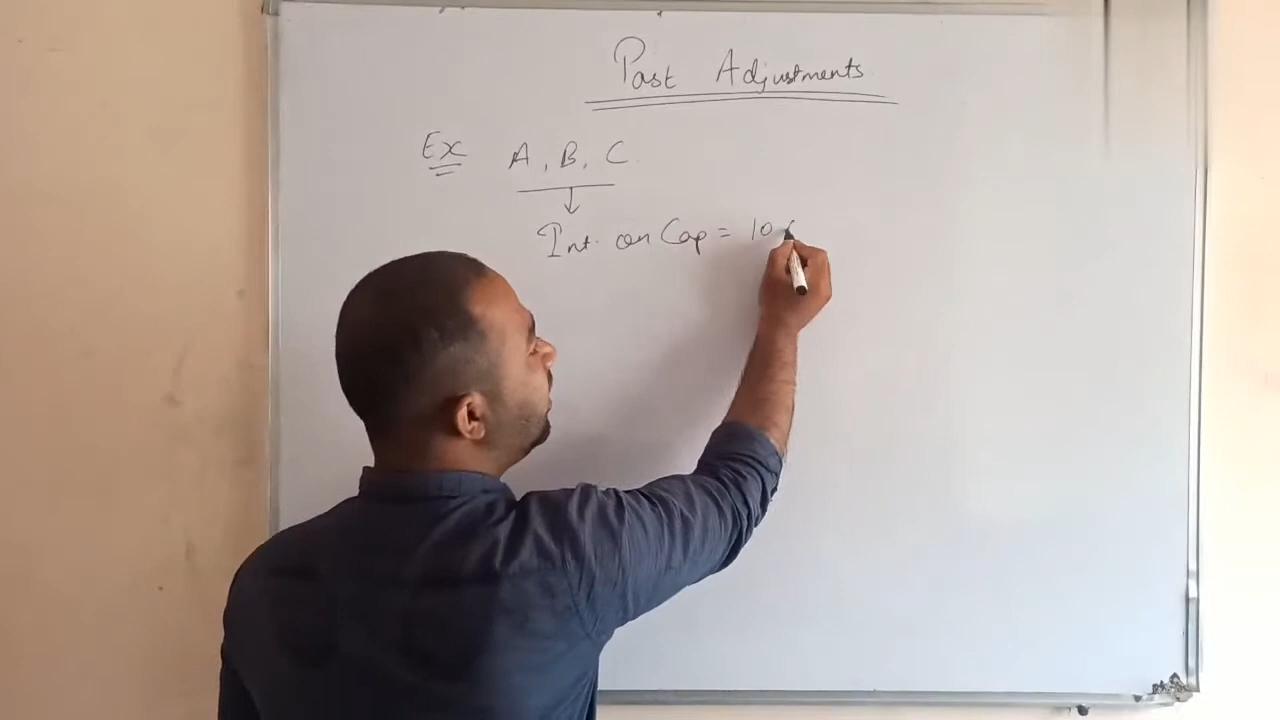 Past Adjustments
Ex A, B, C
Int. on Cap = 10